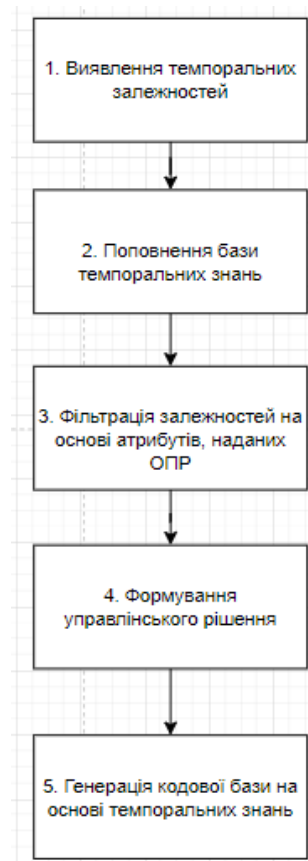 1. Виявлення темпоральних
залежностей
2. Поповнення бази
темпоральних знань
3. Фільтрація залежностей на
основі атрибутів, наданих
ОПР
4. Формування
управлінського рішення
5. Генерація кодової бази на
основі темпоральних знань